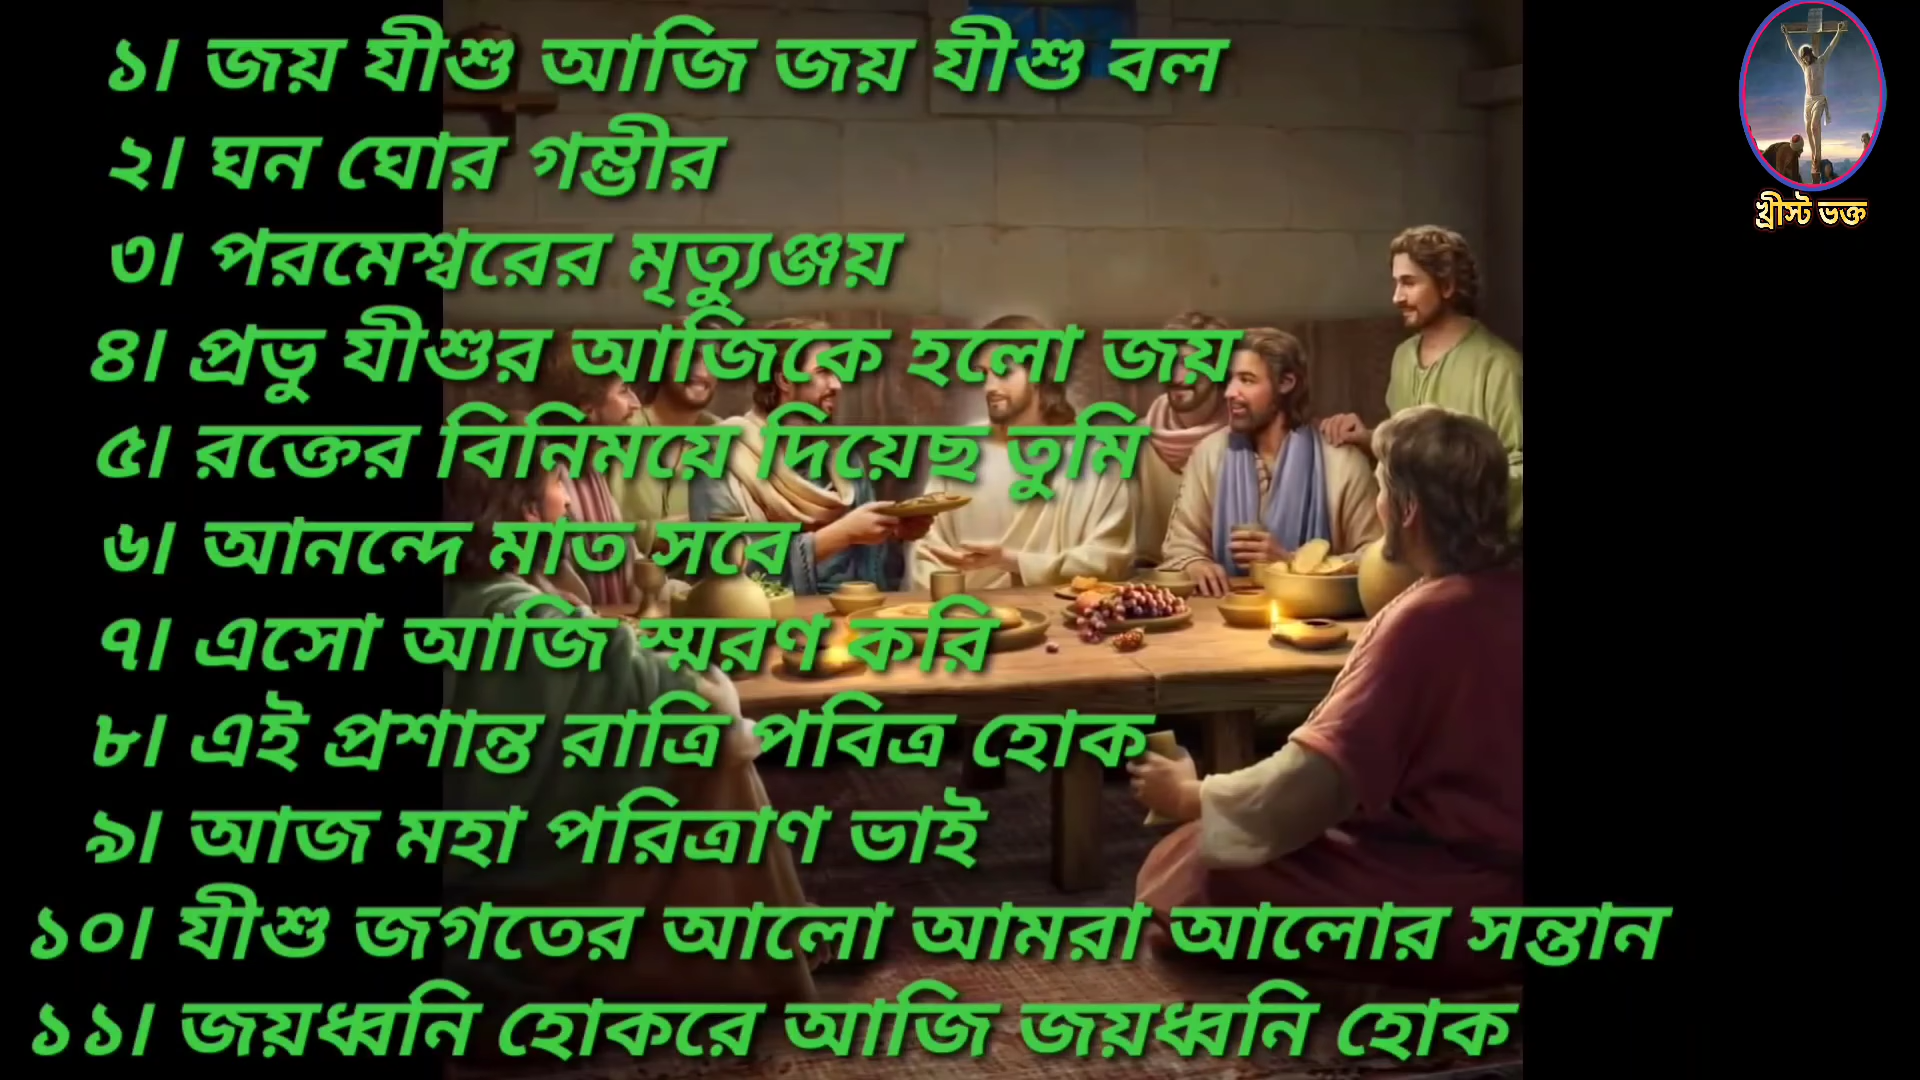 ১। জয় যীশু আজি জয় যীশু বল
২। ঘন ঘোর গম্ভীর
৩। পরমেশ্বরের মৃত্যুঞ্জয়
৪। প্রভু যীশুর আজিকে হলো জয়
৫। রক্তের বিনিময়ে দিয়েছ তুমি
৬। আনন্দে মাত সবে
৭। এসো আজি স্মরণ করি
৮। এই প্রশান্ত রাত্রি পবিত্র হোক
৯। আজ মহা পরিত্রাণ ভাই
১০। যীশু জগতের আলো আমরা আলোর সন্তান
১১। জয়ধ্বনি হোকরে আজি জয়ধ্বনি হোক
খ্রীস্ট ভক্ত